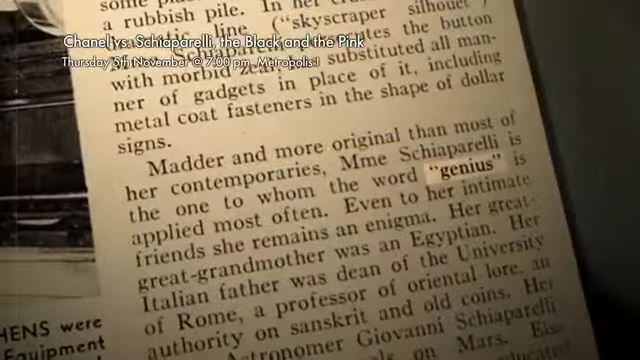 Chanel vs. Schiaparelli, the Black and the Pink
Thursday 5th November @ 7:00 pm, Metropolis
a rubbish pile. In her
line. ("skyscraper silhouet")
the button
with morbid zeal, substituted all man-
ner of gadgets in place of it, including
metal coat fasteners in the shape of dollar
signs.
Madder and more original than most of
her contemporaries, Mme Schiaparelli is
the one to whom the word "genius" is
applied most often. Even to her intimate
friends she remains an enigma. Her great-
great-grandmother was an Egyptian. Her
Italian father was dean of the University
of Rome, a professor of oriental lore, an
authority on sanskrit and old coins. Her
Astronomer Giovanni Schiaparelli
on Mars.
HENS were
Equipment